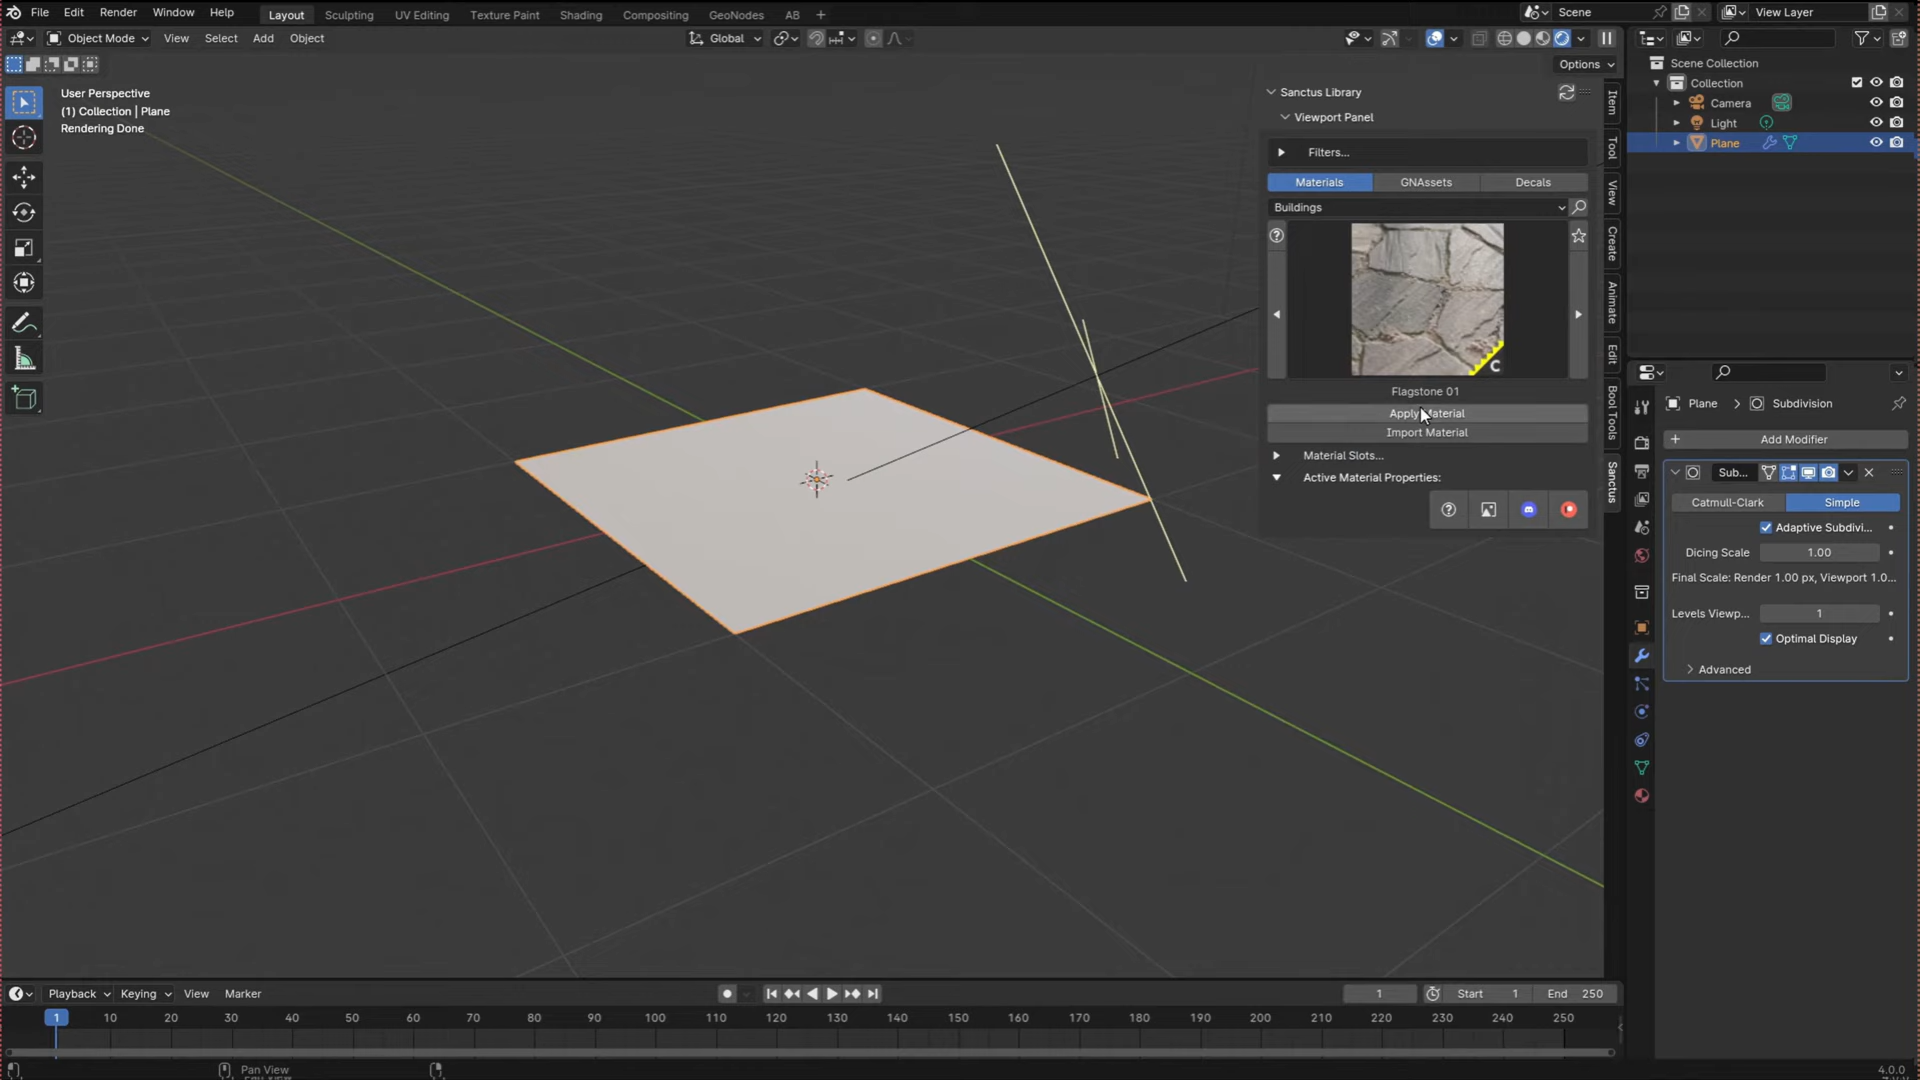 File Edit Render Window Help Layout Sculpting UV Editing Texture Paint Shading Compositing GeoNodes AB + Scene View Layer
Object Mode View Select Add Object Global
Options
User Perspective
(1) Collection | Plane
Rendering Done
Sanctus Library
Viewport Panel
Filters...
Materials GNAssets Decals
Buildings
C
Flagstone 01
Apply Material
Import Material
Material Slots...
Active Material Properties:
Item
Tool
View
Create
Animate
Edit
Bool Tools
Sanctus
Scene Collection
Collection
Camera
Light
Plane
Plane > Subdivision
+ Add Modifier
Sub...
Catmull-Clark Simple
Adaptive Subdivi...
Dicing Scale 1.00
Final Scale: Render 1.00 px, Viewport 1.0...
Levels Viewp... 1
Optimal Display
Advanced
Playback Keying View Marker 1 Start 1 End 250
1 10 20 30 40 50 60 70 80 90 100 110 120 130 140 150 160 170 180 190 200 210 220 230 240 250
Pan View 4.0.0